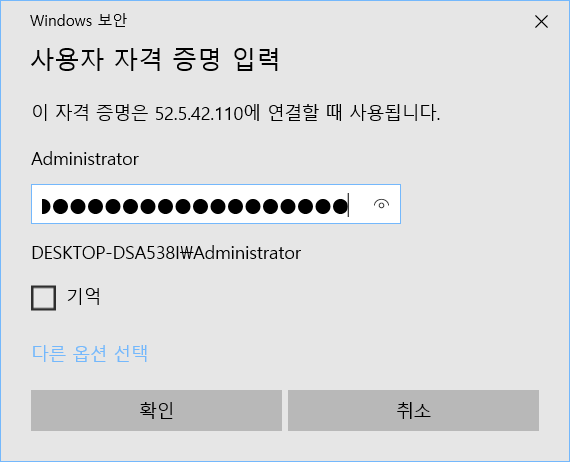 Windows 보안
사용자 자격 증명 입력
이 자격 증명은 52.5.42.110에 연결할 때 사용됩니다.
Administrator
●●●●●●●●●●●●●●●●●●
DESKTOP-DSA538I₩Administrator
기억
다른 옵션 선택
확인
취소